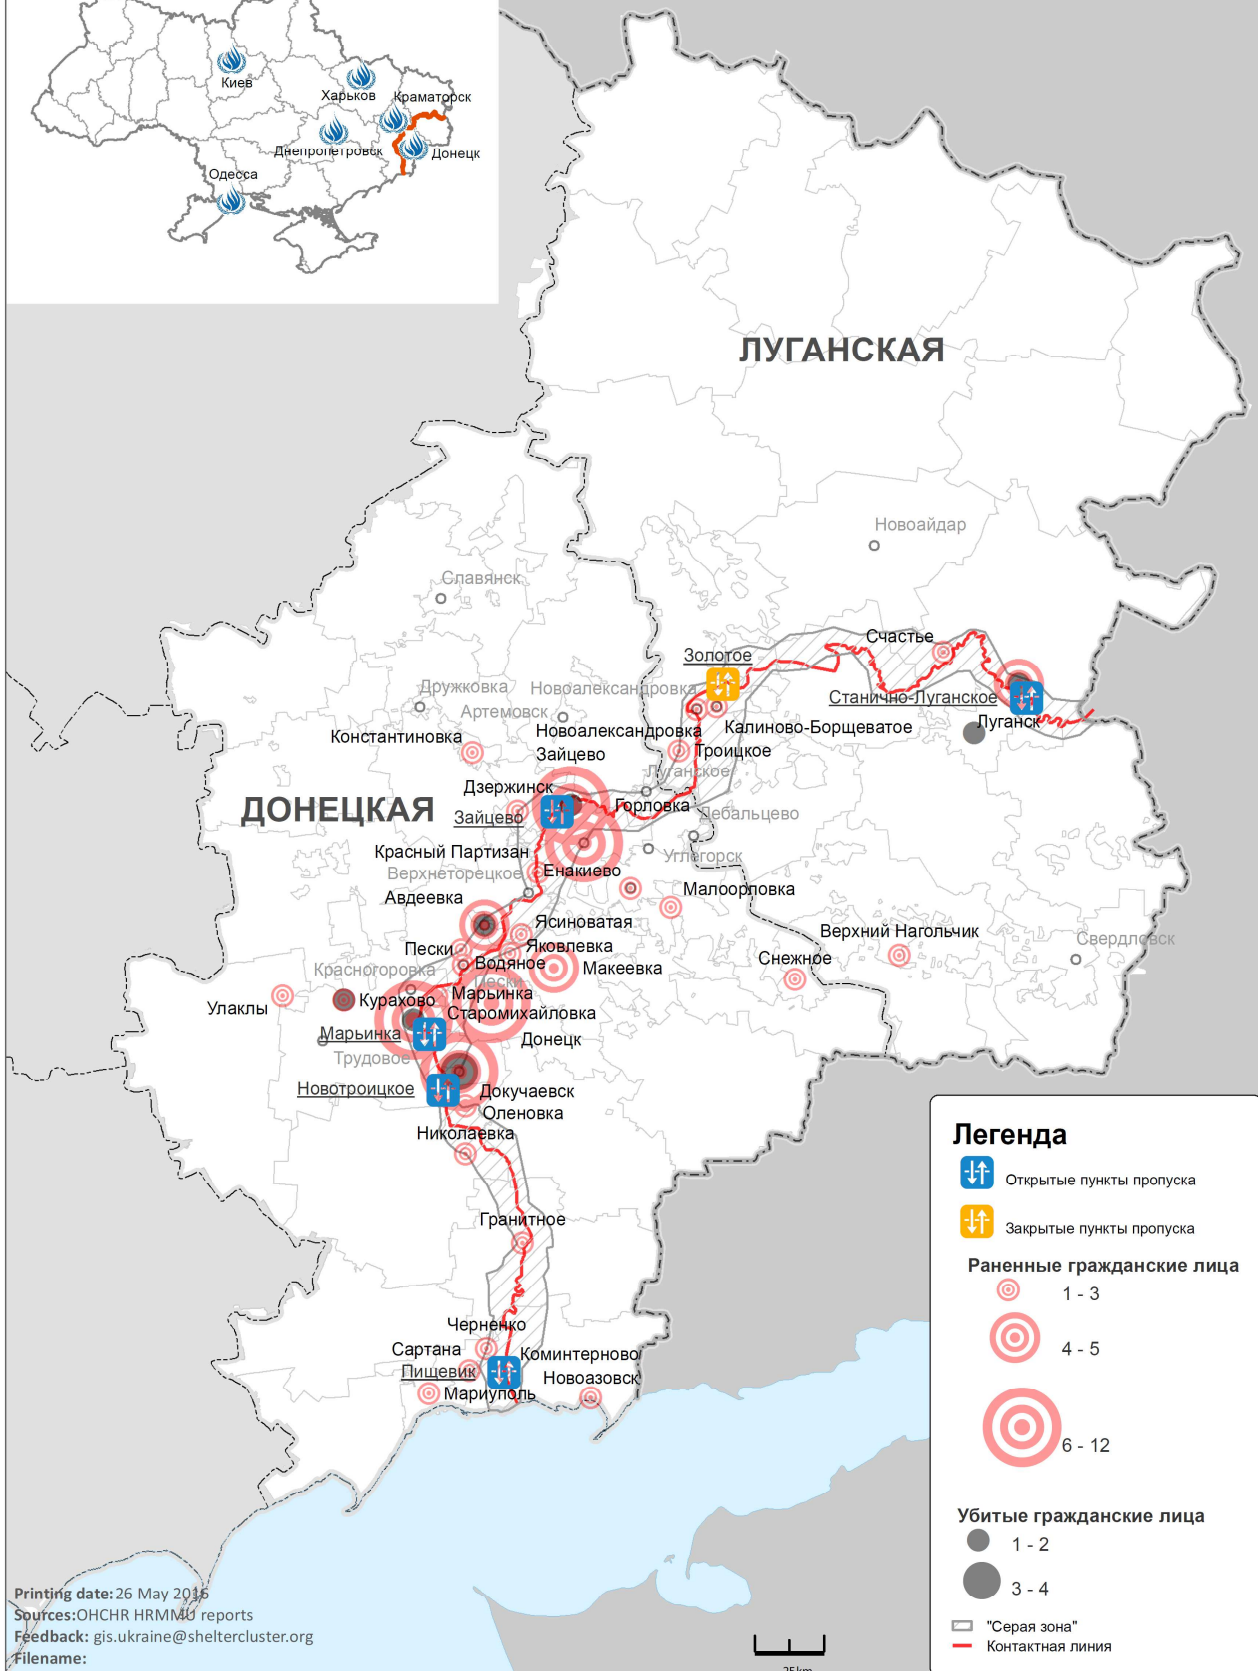 Киев
Харьков
Краматорск
Днепропетровск
Донецк
Одесса
ЛУГАНСКАЯ
Новоайдар
Славянск
Счастье
Золотое
Дружковка
Новоалександровка
Станично-Луганское
Артемовск
Луганск
Константиновка
Новоалександровка
Калиново-Борщеватое
Зайцево
Троицкое
Луганское
Дзержинск
ДОНЕЦКАЯ
Горловка
Зайцево
Дебальцево
Красный Партизан
Углегорск
Верхнеторецкое
Енакиево
Авдеевка
Малоорловка
Ясиноватая
Верхний Нагольчик
Свердловск
Пески
Яковлевка
Снежное
Красногоровка
Водяное
Макеевка
Пески
Улаклы
Курахово
Марьинка
Старомихайловка
Марьинка
Донецк
Трудовое
Новотроицкое
Докучаевск
Оленовка
Николаевка
Гранитное
Черненко
Сартана
Коминтерново
Пищевик
Новоазовск
Мариуполь
Легенда
Открытые пункты пропуска
Закрытые пункты пропуска
Раненные гражданские лица
1 - 3
4 - 5
6 - 12
Убитые гражданские лица
1 - 2
3 - 4
"Серая зона"
Контактная линия
Printing date: 26 May 2016
Sources:OHCHR HRMMU reports
Feedback: gis.ukraine@sheltercluster.org
Filename:
25km